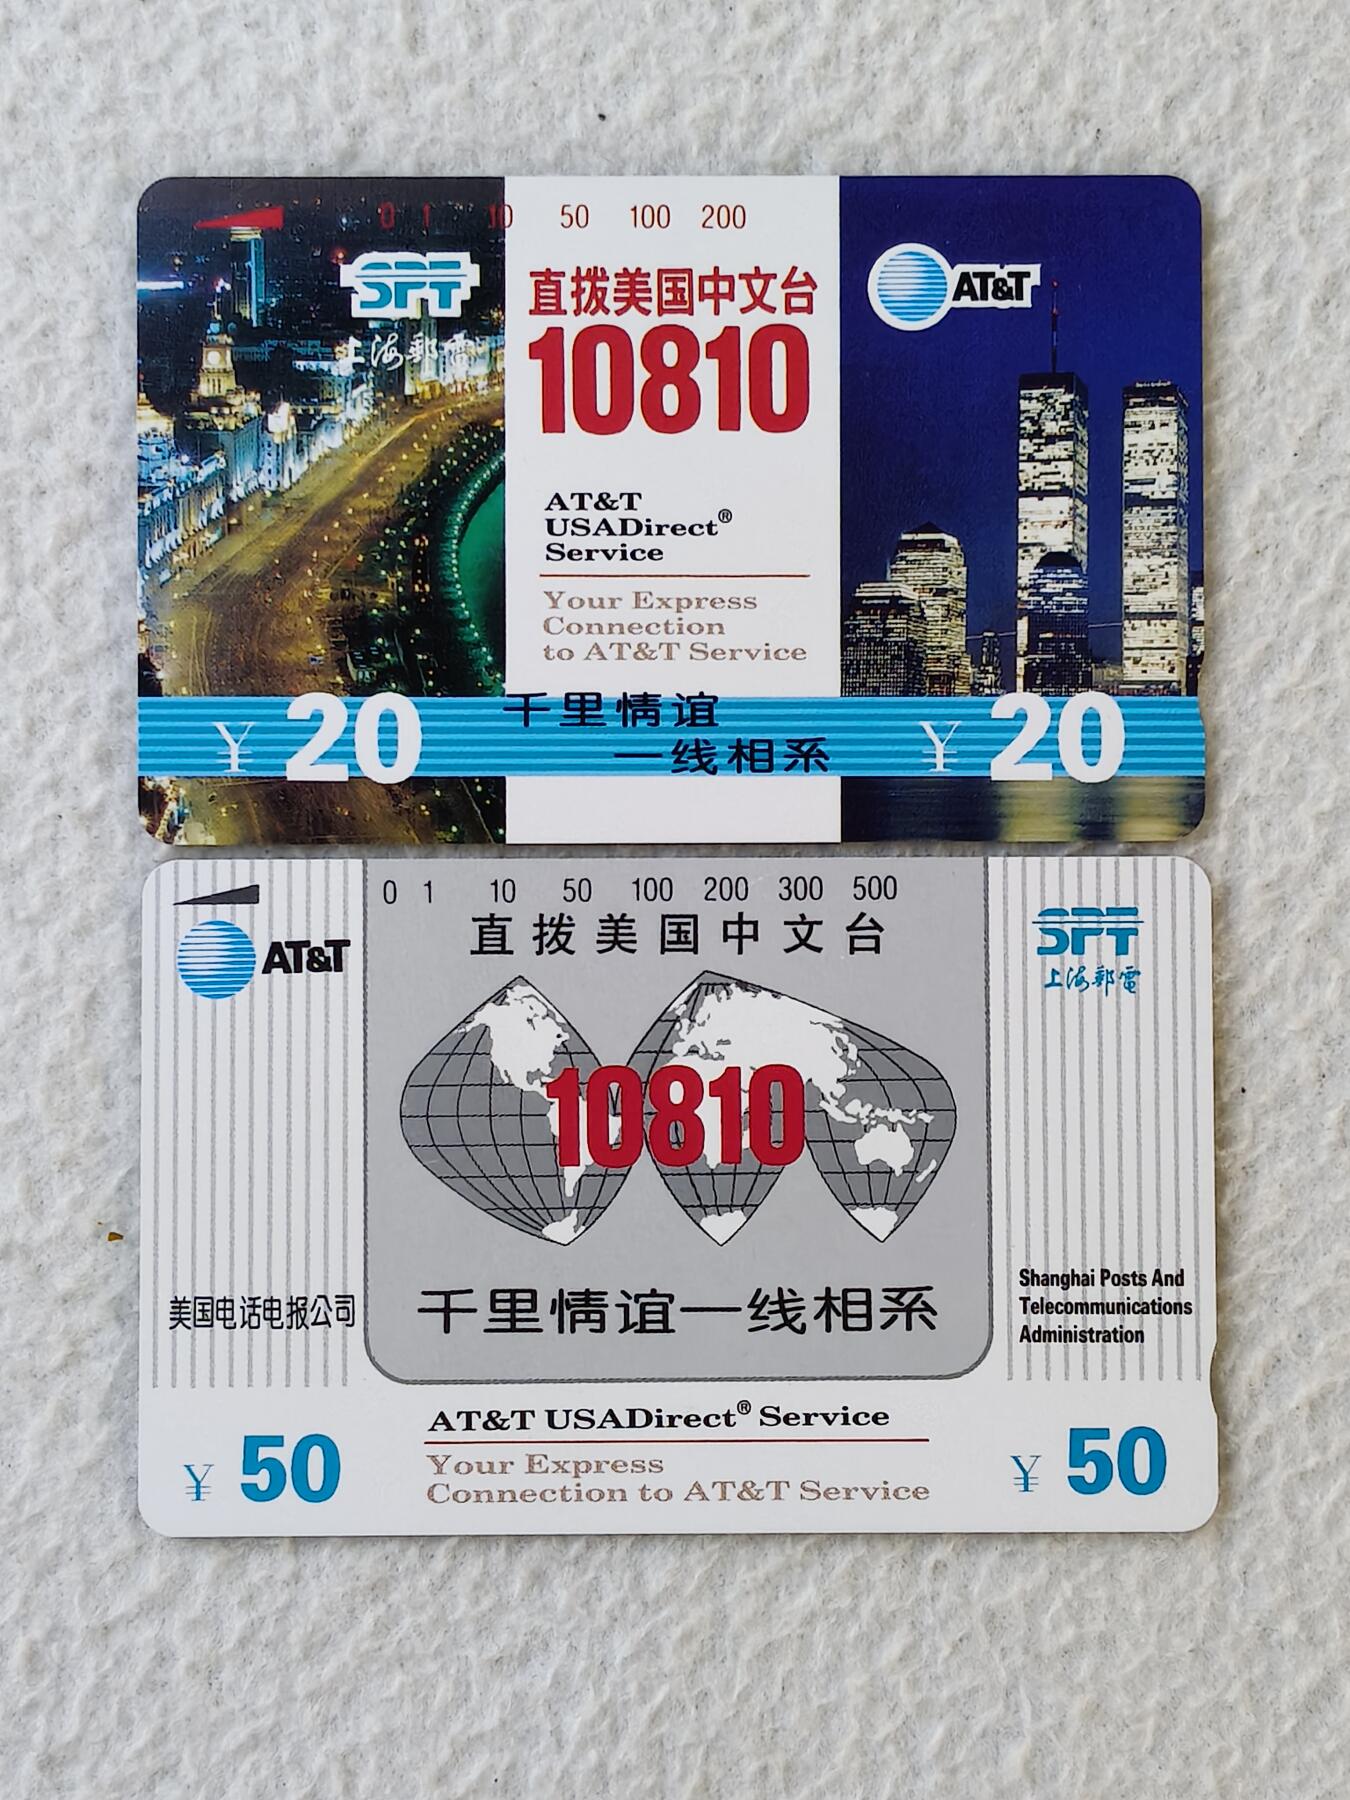 0 1 10 50 100 200
SPT
上海郵電
直拨美国中文台
10810
AT&T
AT&T
USADirect®
Service
Your Express
Connection
to AT&T Service
¥ 20
千里情谊
一线相系
¥ 20
0 1 10 50 100 200 300 500
直拨美国中文台
AT&T
SPT
上海郵電
10810
千里情谊一线相系
美国电话电报公司
Shanghai Posts And
Telecommunications
Administration
AT&T USADirect® Service
Your Express
Connection to AT&T Service
¥ 50
¥ 50